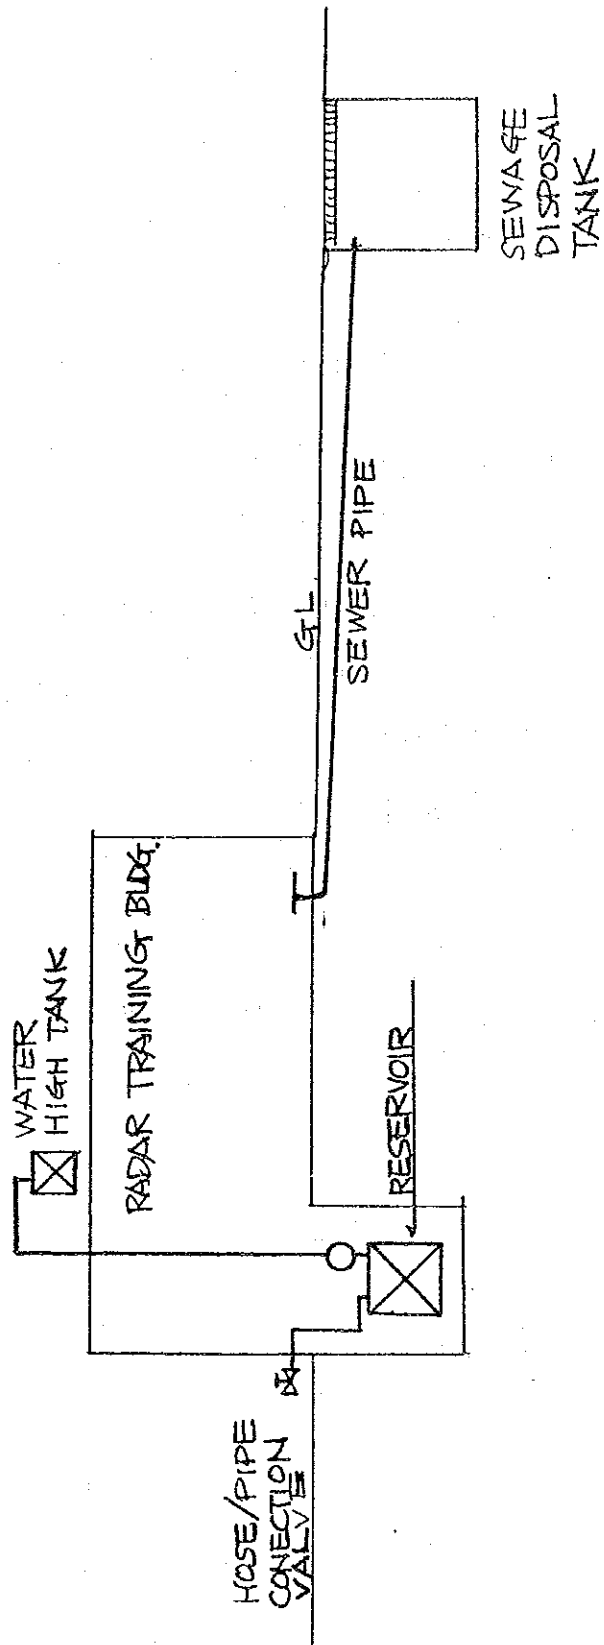 WATER
HIGH TANK
RADAR TRAINING BLDG.
HOSE/PIPE
CONECTION
VALVE
RESERVOIR
GL
SEWER PIPE
SEWAGE
DISPOSAL
TANK